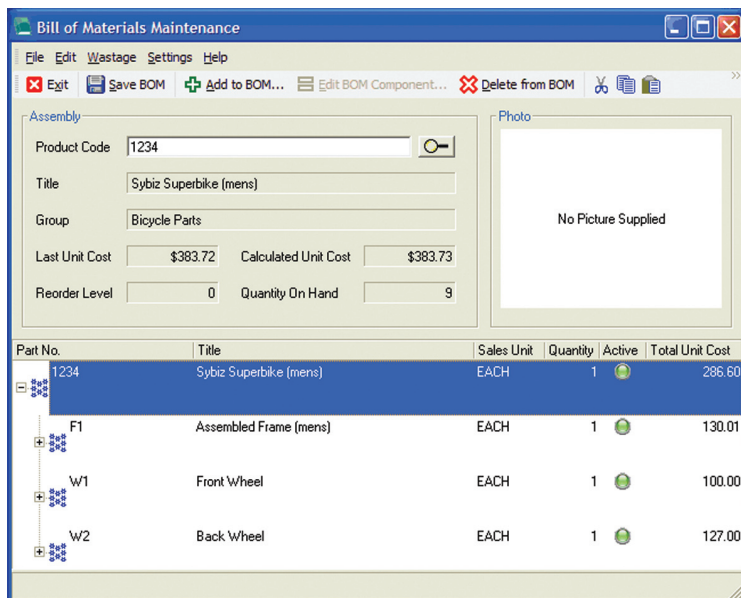 Bill of Materials Maintenance
File Edit Wastage Settings Help
Exit Save BOM Add to BOM... Edit BOM Component... Delete from BOM »
Assembly Photo
Product Code 1234
Title Sybiz Superbike (mens)
Group Bicycle Parts
No Picture Supplied
Last Unit Cost $383.72 Calculated Unit Cost $383.73
Reorder Level 0 Quantity On Hand 9
Part No. Title Sales Unit Quantity Active Total Unit Cost
1234 Sybiz Superbike (mens) EACH 1 286.60
F1 Assembled Frame (mens) EACH 1 130.01
W1 Front Wheel EACH 1 100.00
W2 Back Wheel EACH 1 127.00